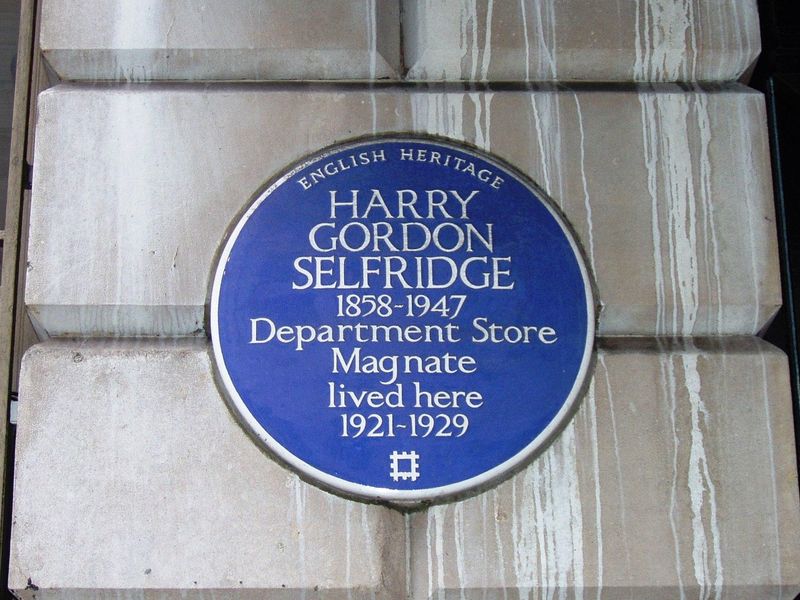 ENGLISH HERITAGE
HARRY
GORDON
SELFRIDGE
1858-1947
Department Store
Magnate
lived here
1921-1929